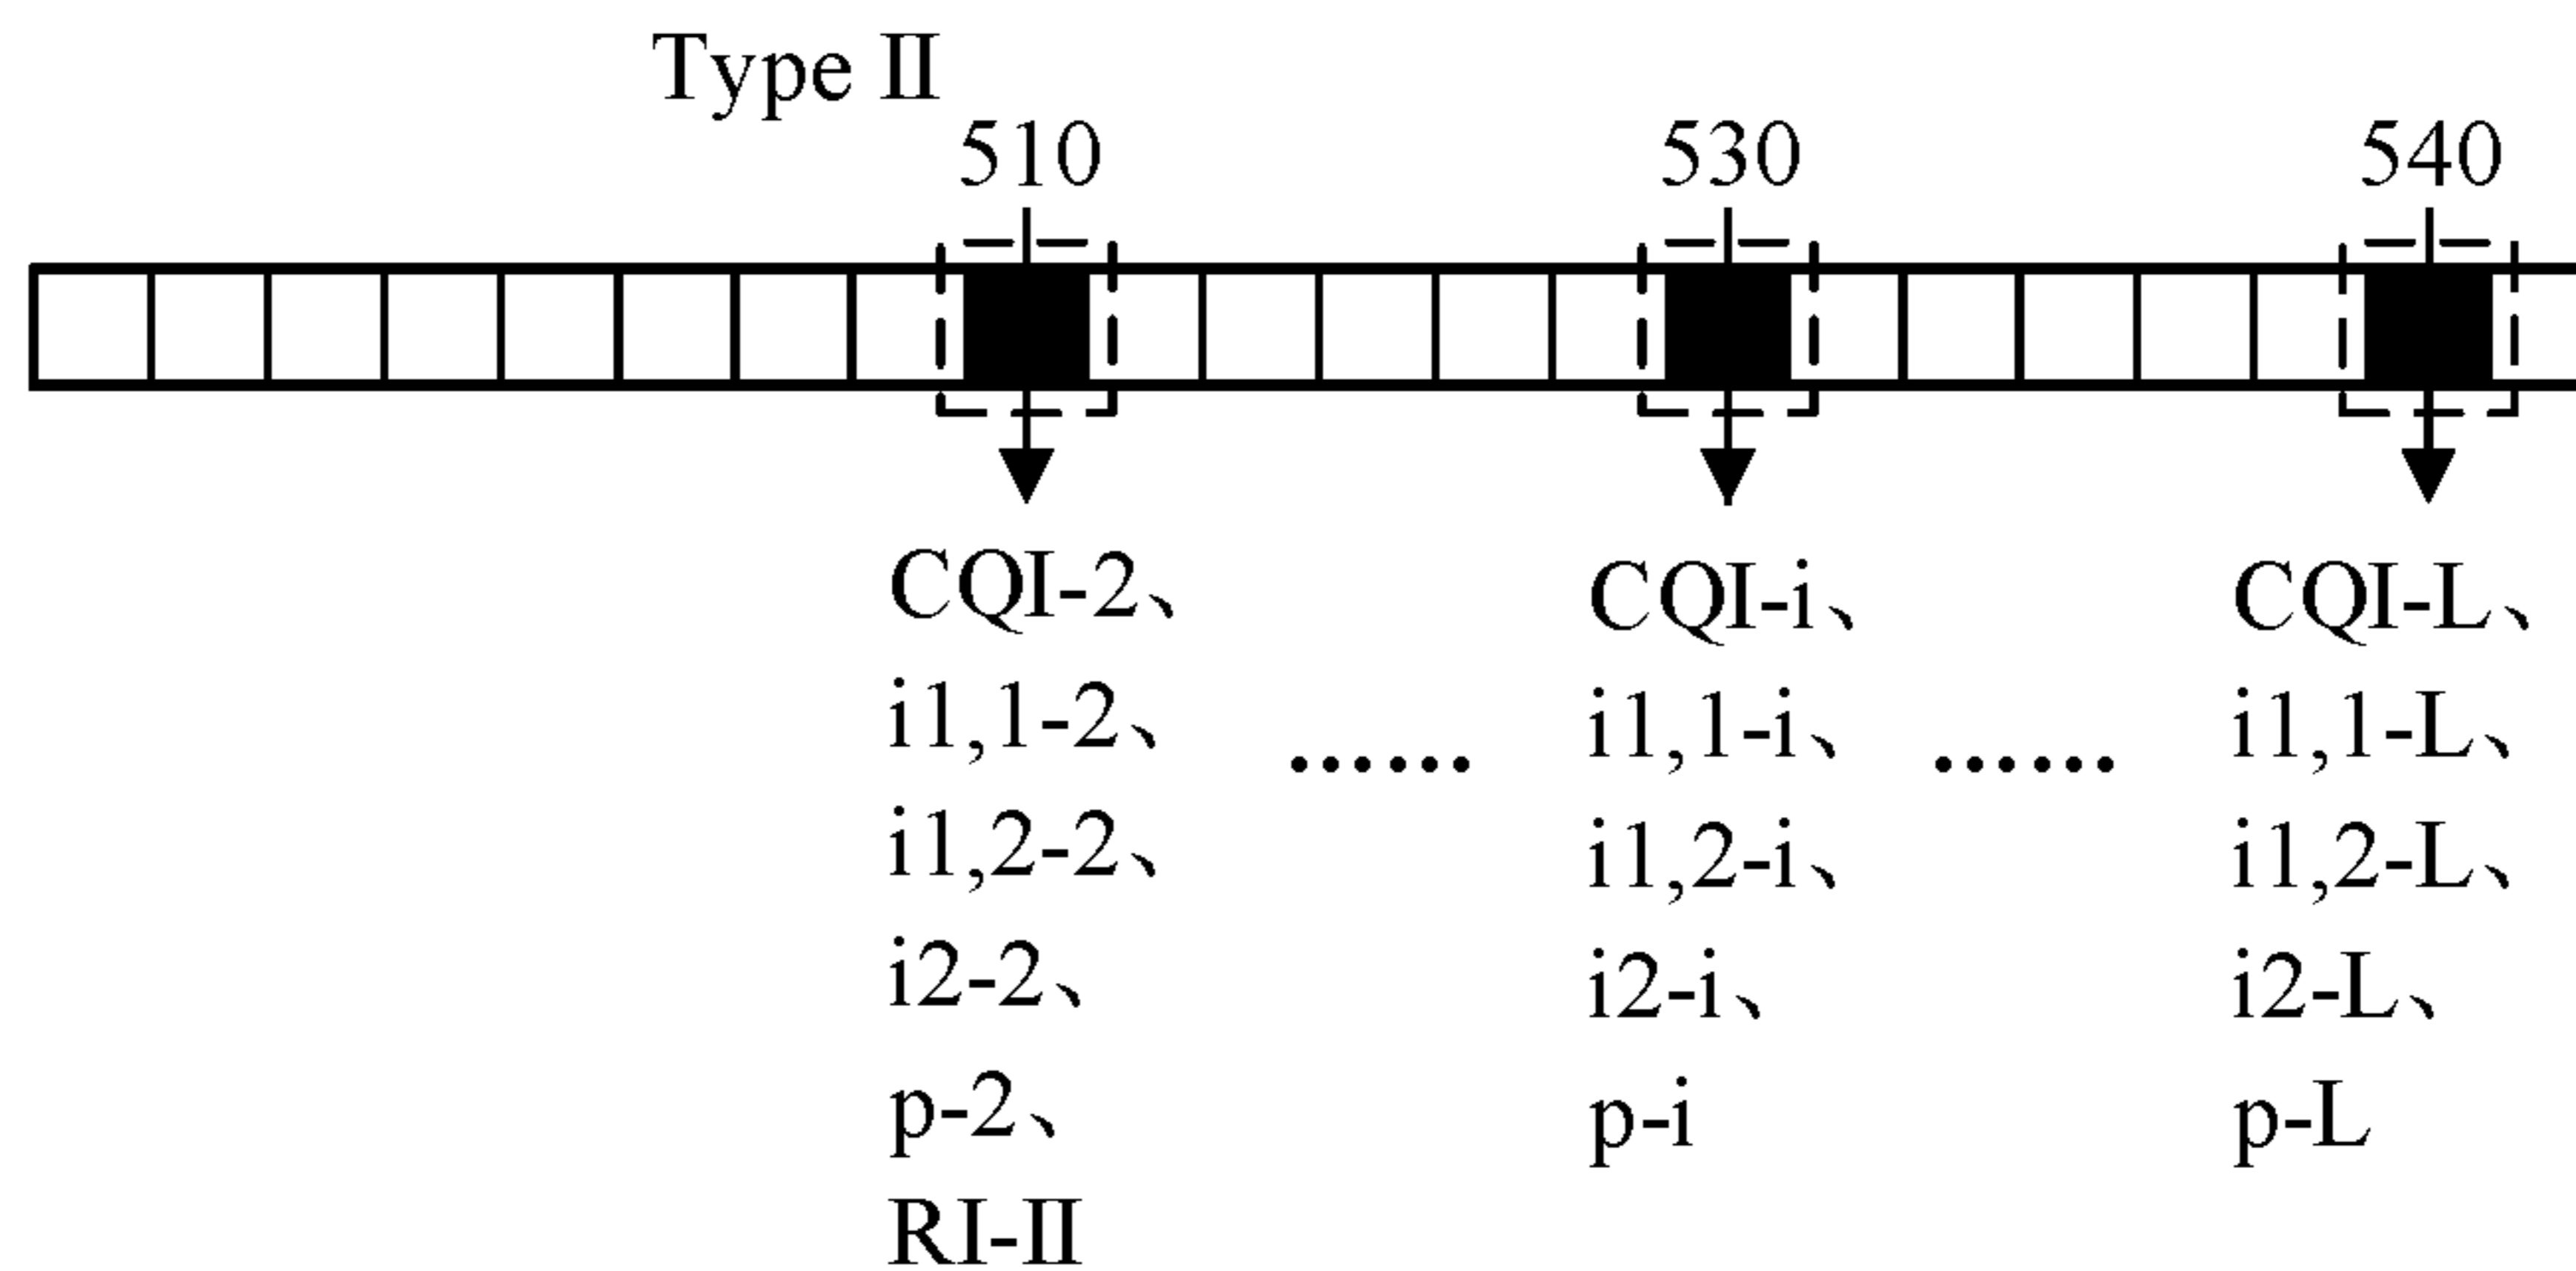 Type II
510
530
540
CQI-2、
i1,1-2、
i1,2-2、
i2-2、
p-2、
RI-II
......
CQI-i、
i1,1-i、
i1,2-i、
i2-i、
p-i
......
CQI-L、
i1,1-L、
i1,2-L、
i2-L、
p-L